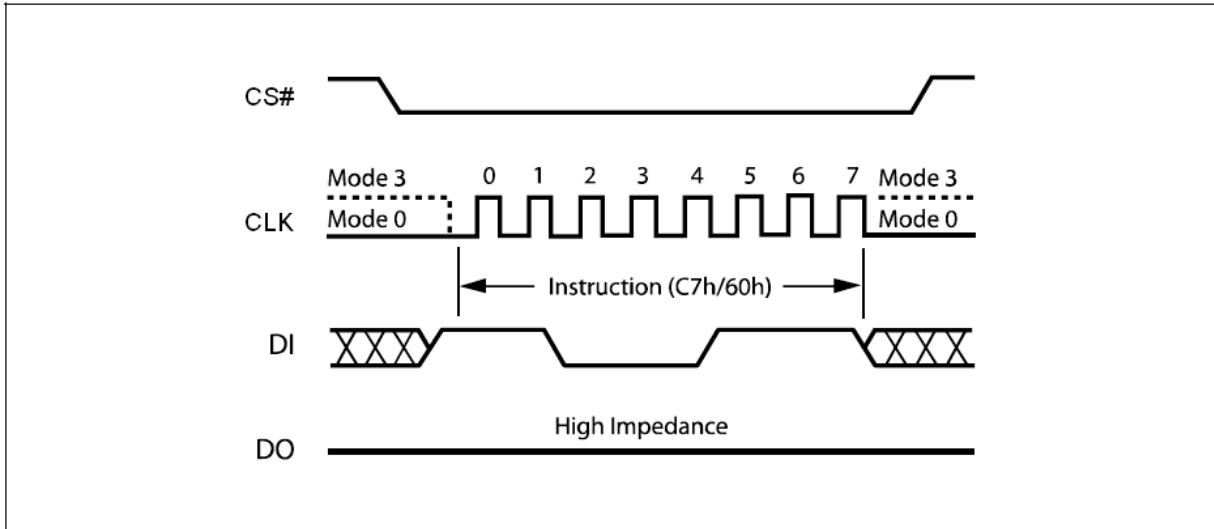 CS#
Mode 3 0 1 2 3 4 5 6 7 Mode 3
CLK Mode 0 Mode 0
Instruction (C7h/60h)
DI
High Impedance
DO